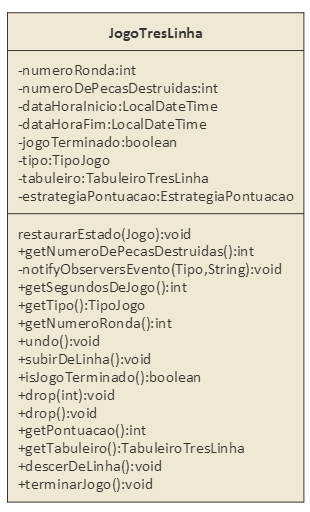 JogoTresLinha
-numeroRonda:int
-numeroDePecasDestruidas:int
-dataHoraInicio:LocalDateTime
-dataHoraFim:LocalDateTime
-jogoTerminado:boolean
-tipo:TipoJogo
-tabuleiro:TabuleiroTresLinha
-estrategiaPontuacao:EstrategiaPontuacao
restaurarEstado(Jogo):void
+getNumeroDePecasDestruidas():int
-notifyObserversEvento(Tipo,String):void
+getSegundosDeJogo():int
+getTipo():TipoJogo
+getNumeroRonda():int
+undo():void
+subirDeLinha():void
+isJogoTerminado():boolean
+drop(int):void
+drop():void
+getPontuacao():int
+getTabuleiro():TabuleiroTresLinha
+descerDeLinha():void
+terminarJogo():void